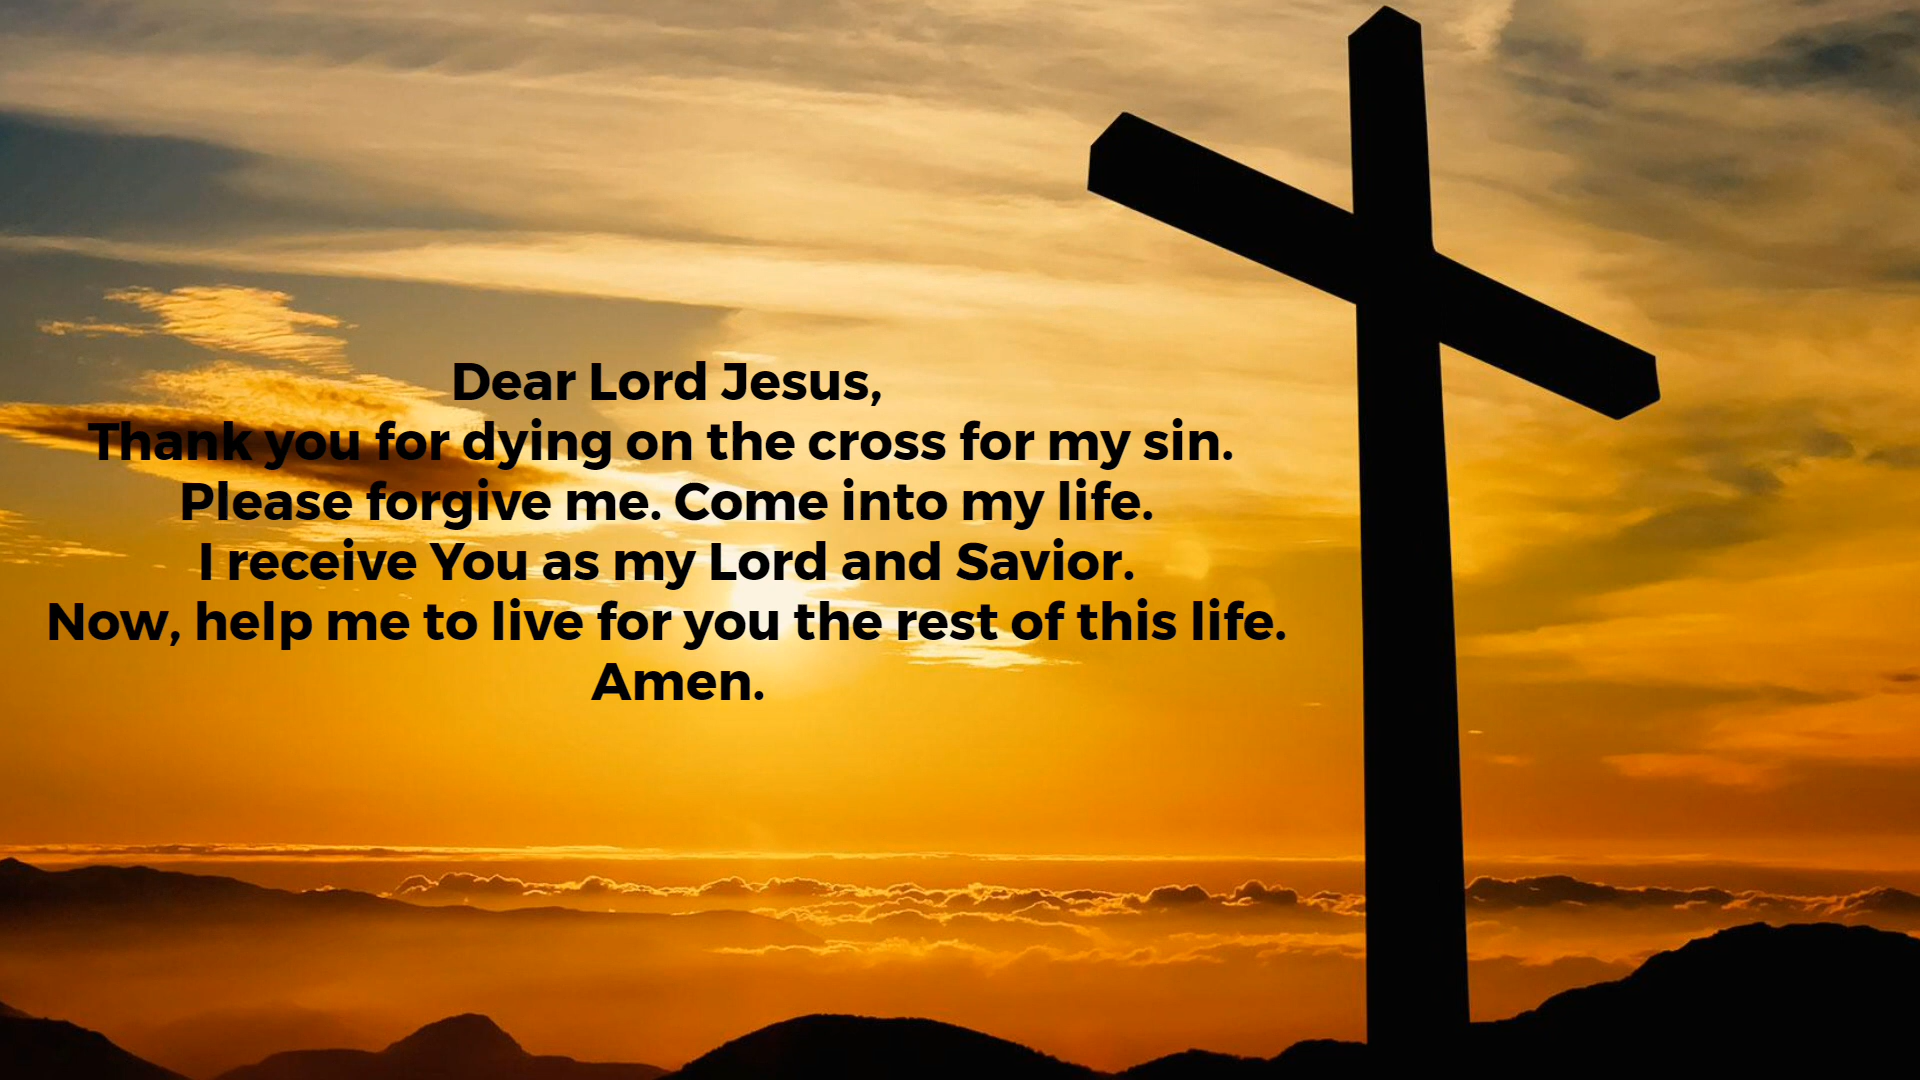 Dear Lord Jesus,
Thank you for dying on the cross for my sin.
Please forgive me. Come into my life.
I receive You as my Lord and Savior.
Now, help me to live for you the rest of this life.
Amen.